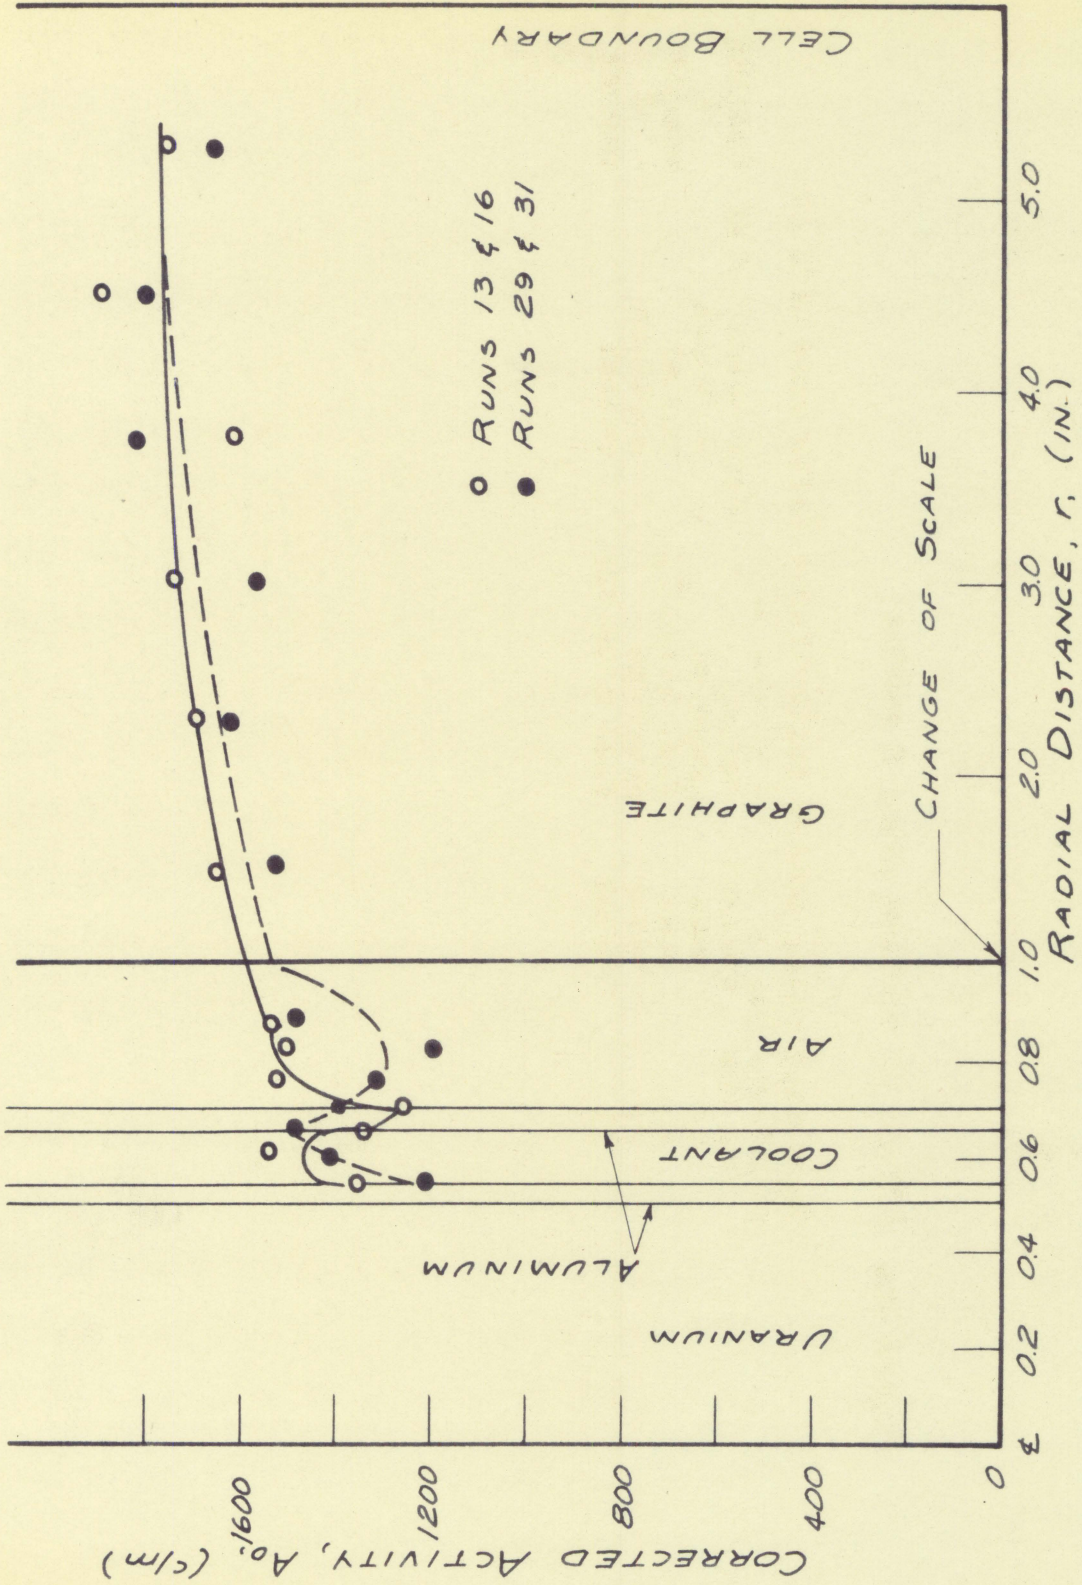 CORRECTED ACTIVITY, A₀, (c/m)
1600
1200
800
400
0
URANIUM
ALUMINUM
COOLANT
AIR
GRAPHITE
CELL BOUNDARY
○ RUNS 13 & 16
● RUNS 29 & 31
CHANGE OF SCALE
℄ 0.2 0.4 0.6 0.8 1.0 2.0 3.0 4.0 5.0
RADIAL DISTANCE, r, (IN.)